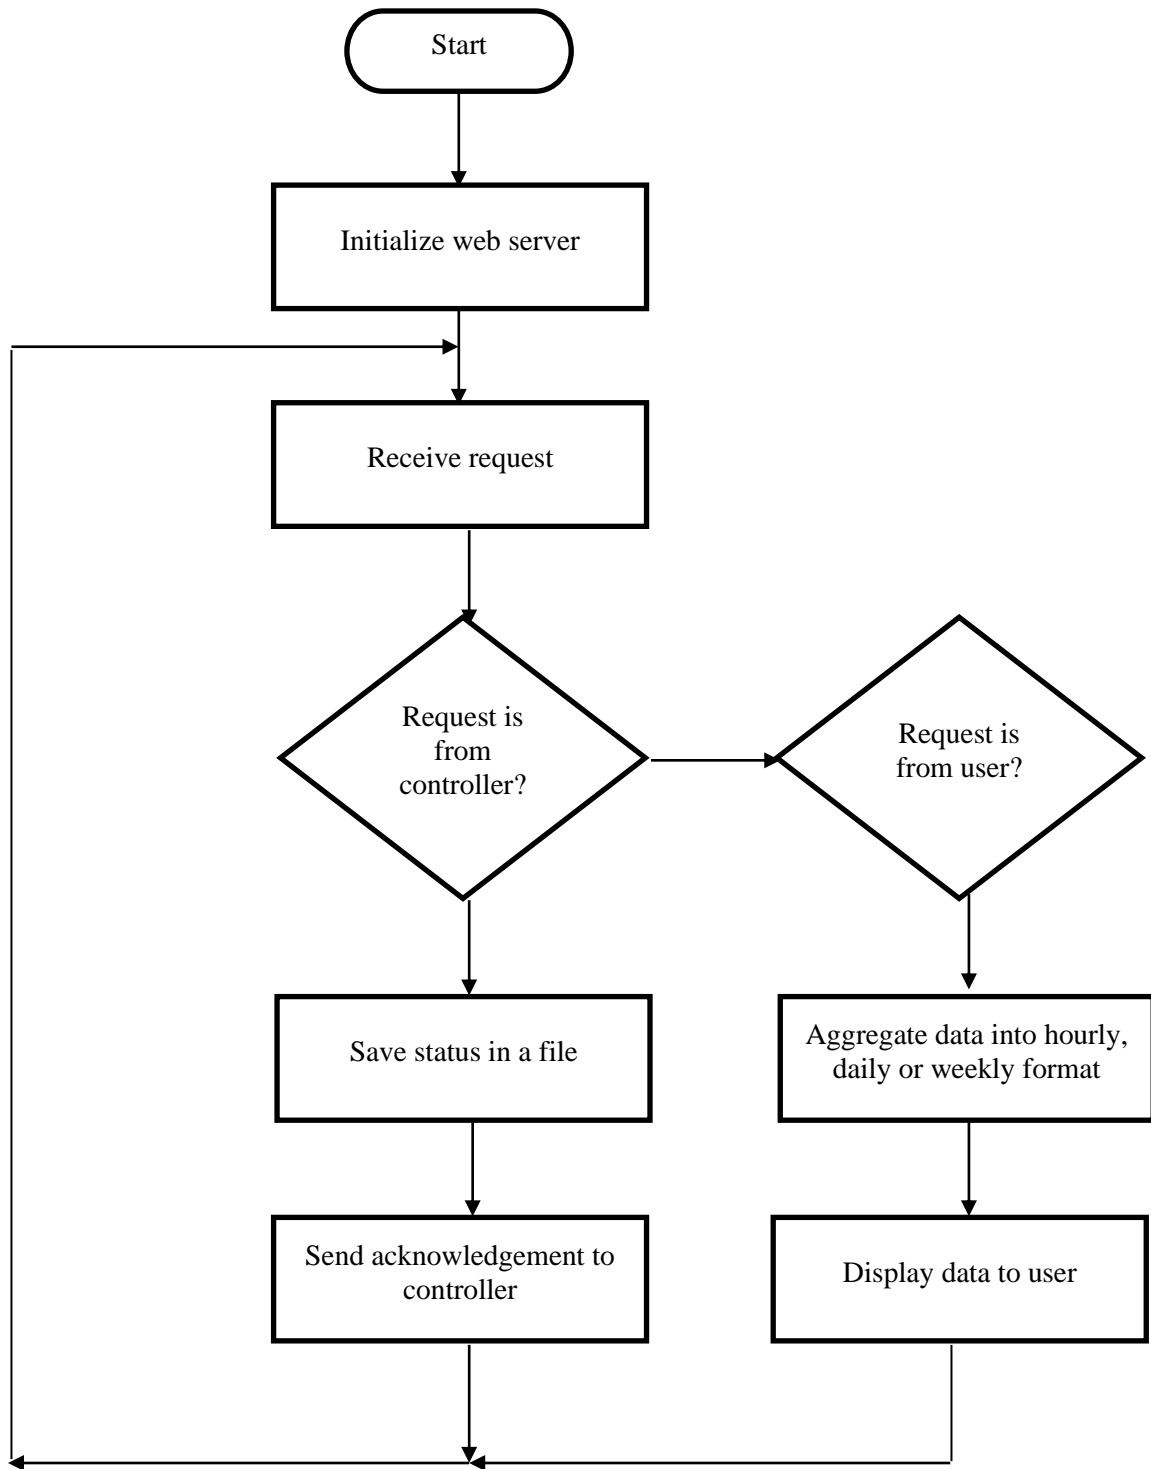 Start
Initialize web server
Receive request
Request is
from
controller?
Request is
from user?
Save status in a file
Aggregate data into hourly,
daily or weekly format
Send acknowledgement to
controller
Display data to user